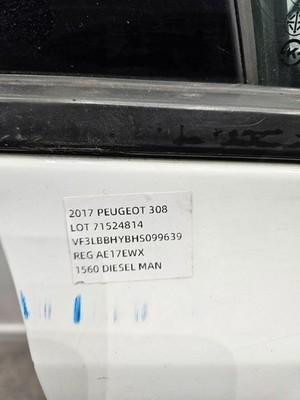 2017 PEUGEOT 308
LOT 71524814
VF3LBBHYBHS099639
REG AE17EWX
1560 DIESEL MAN